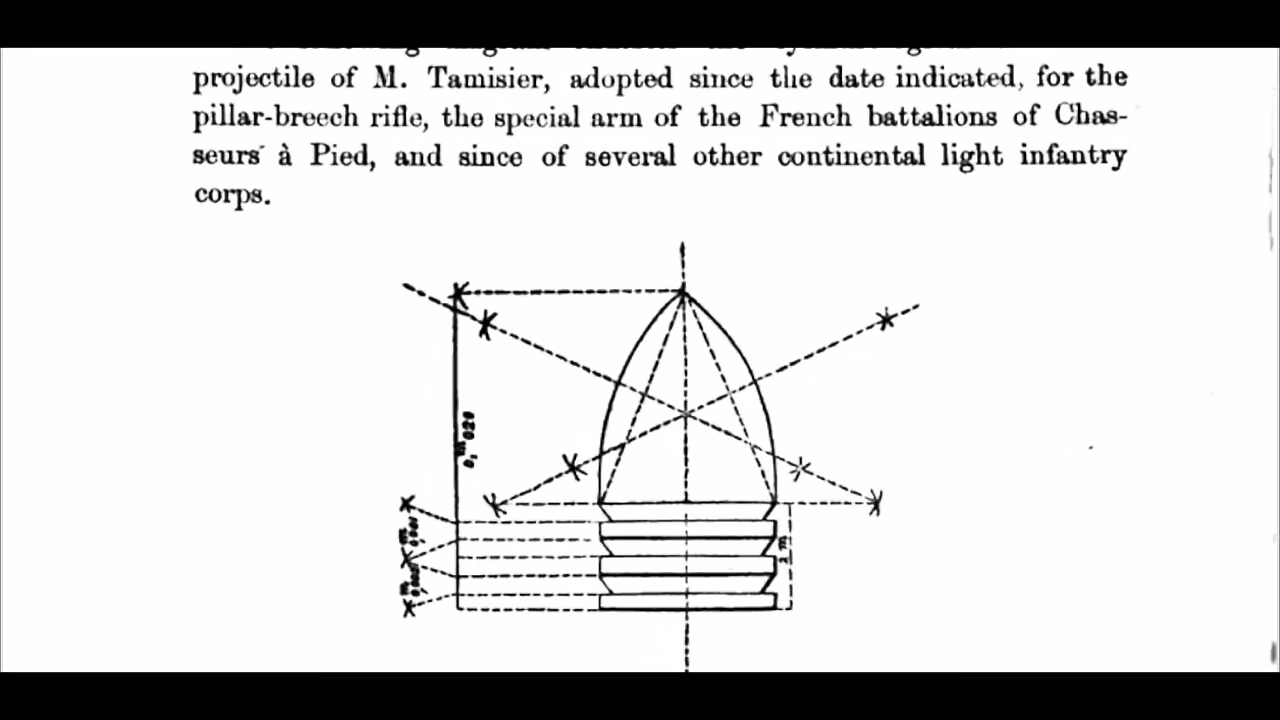 projectile of M. Tamisier, adopted since the date indicated, for the
pillar-breech rifle, the special arm of the French battalions of Chas-
seurs à Pied, and since of several other continental light infantry
corps.